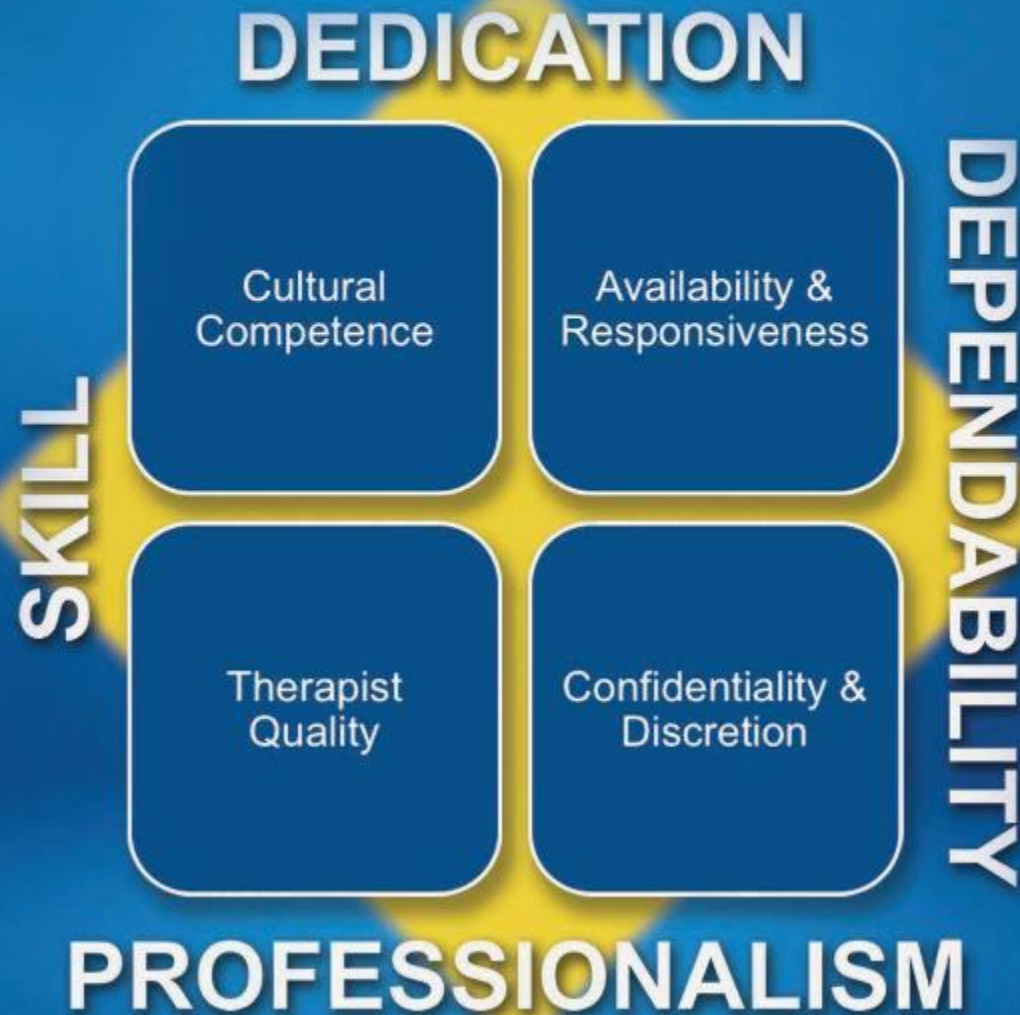 DEDICATION
Cultural
Competence
Availability &
Responsiveness
SKILL
DEPENDABILITY
Therapist
Quality
Confidentiality &
Discretion
PROFESSIONALISM